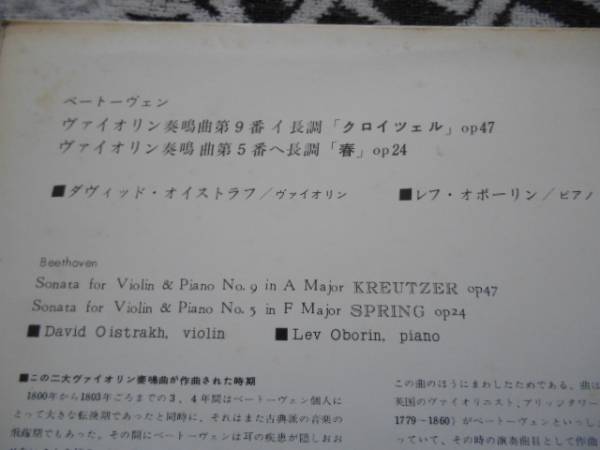 ベートーヴェン
ヴァイオリン奏鳴曲第9番イ長調「クロイツェル」op47
ヴァイオリン奏鳴曲第5番ヘ長調「春」op24
■ダヴィッド・オイストラフ/ヴァイオリン
■レフ・オボーリン/ピアノ
Beethoven
Sonata for Violin & Piano No. 9 in A Major KREUTZER op47
Sonata for Violin & Piano No. 5 in F Major SPRING op24
■David Oistrakh, violin
■Lev Oborin, piano
■この二大ヴァイオリン奏鳴曲が作曲された時期
1800年から1803年ごろまでの3、4年間はベートーヴェン個人に
とって大きな転換期であったと同時に、それはまた古典派の音楽の
飛躍期でもあった。その間にベートーヴェンは耳の疾患が隠しおお
この曲のほうにまわしたためである。曲は
英国のヴァイオリニスト、ブリッジタワー
1779～1860)がベートーヴェンといっしょ
っていて、その時の演奏曲目として作曲